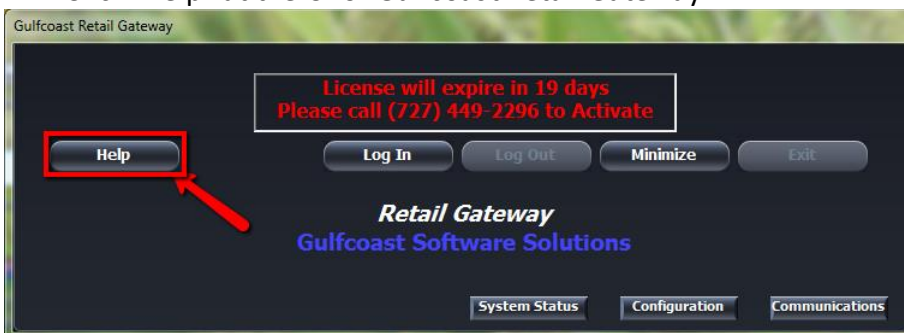 Gulfcoast Retail Gateway
License will expire in 19 days
Please call (727) 449-2296 to Activate
Help
Log In
Log Out
Minimize
Exit
Retail Gateway
Gulfcoast Software Solutions
System Status
Configuration
Communications